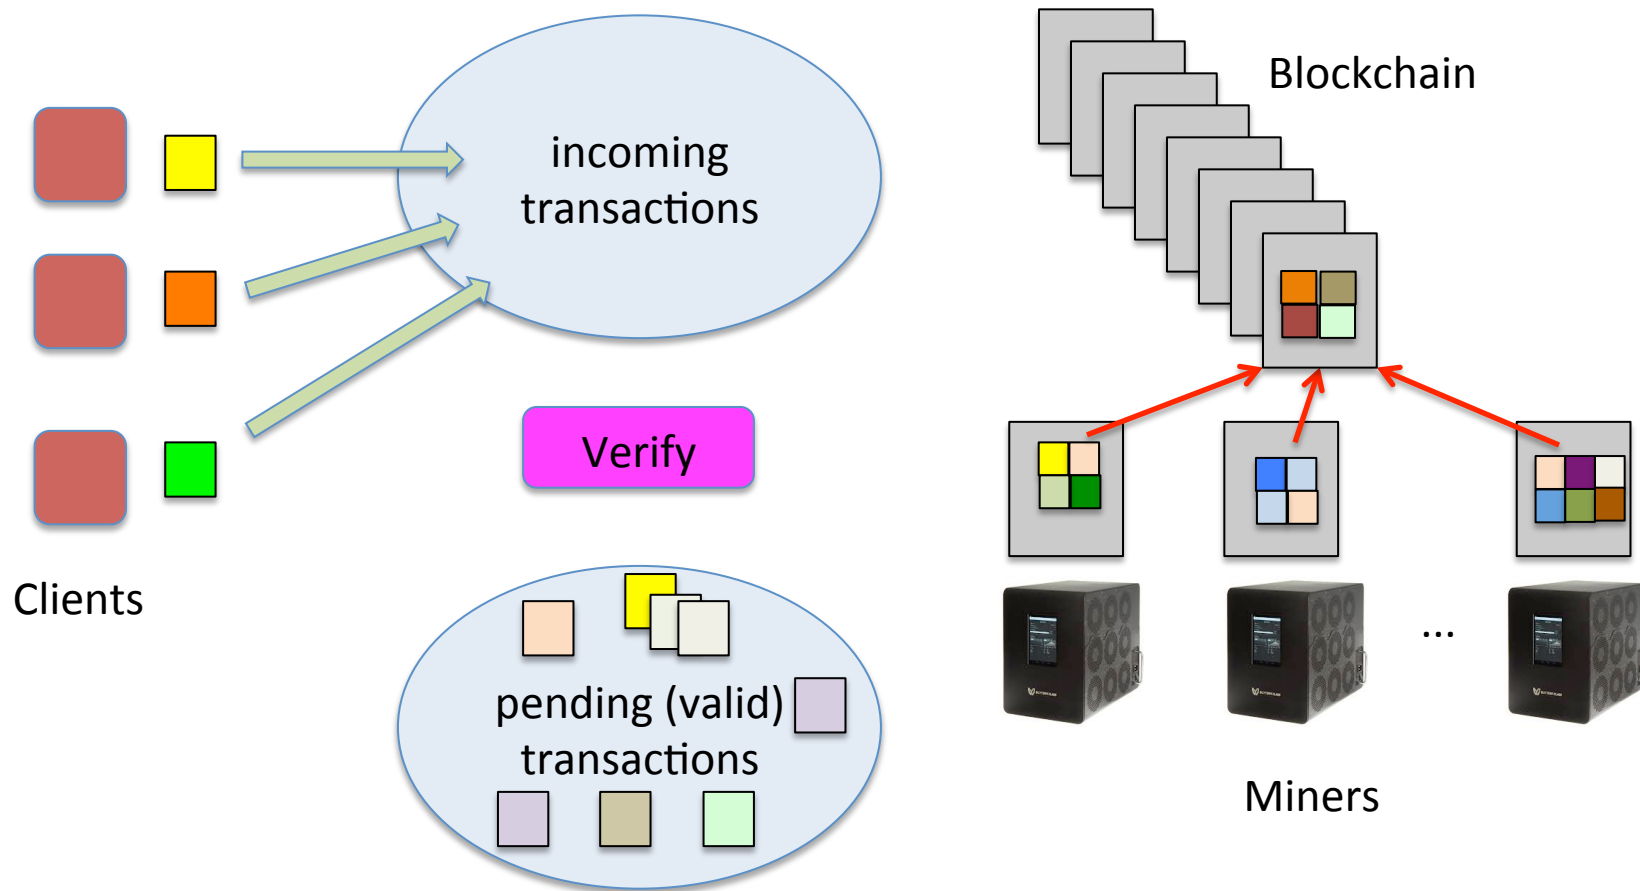 incoming
transactions
Blockchain
Verify
Clients
pending (valid)
transactions
...
Miners